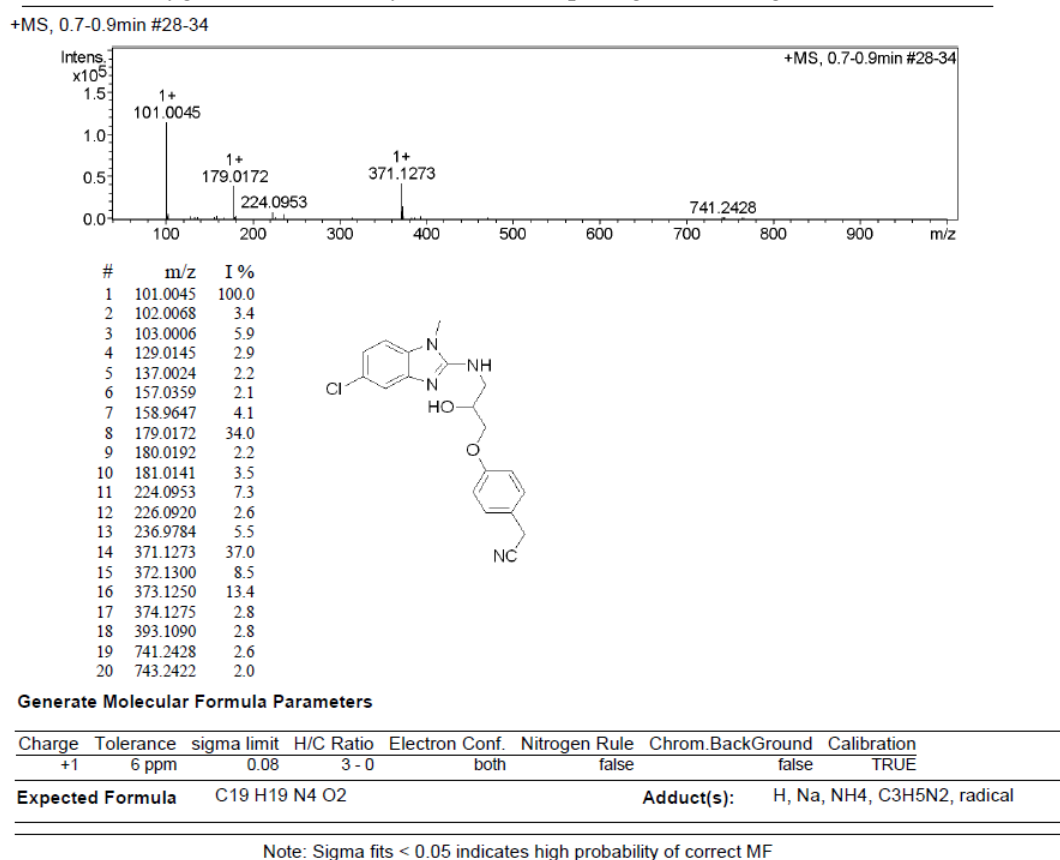 +MS, 0.7-0.9min #28-34
Intens.
x10⁵
+MS, 0.7-0.9min #28-34
1.5
1+
101.0045
1.0
1+
179.0172
1+
371.1273
0.5
224.0953
741.2428
0.0
100 200 300 400 500 600 700 800 900 m/z
# m/z I %
1 101.0045 100.0
2 102.0068 3.4
3 103.0006 5.9
4 129.0145 2.9
5 137.0024 2.2
6 157.0359 2.1
7 158.9647 4.1
8 179.0172 34.0
9 180.0192 2.2
10 181.0141 3.5
11 224.0953 7.3
12 226.0920 2.6
13 236.9784 5.5
14 371.1273 37.0
15 372.1300 8.5
16 373.1250 13.4
17 374.1275 2.8
18 393.1090 2.8
19 741.2428 2.6
20 743.2422 2.0
N
NH
N
Cl
HO
O
NC
Generate Molecular Formula Parameters
Charge Tolerance sigma limit H/C Ratio Electron Conf. Nitrogen Rule Chrom.BackGround Calibration
+1 6 ppm 0.08 3 - 0 both false false TRUE
Expected Formula C19 H19 N4 O2 Adduct(s): H, Na, NH4, C3H5N2, radical
Note: Sigma fits < 0.05 indicates high probability of correct MF